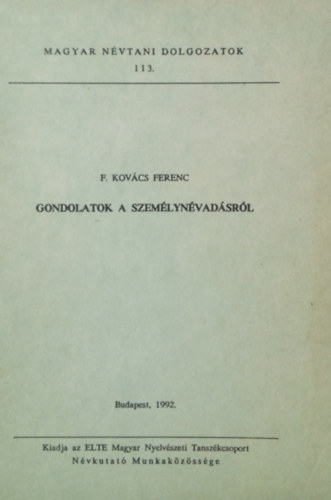 MAGYAR NÉVTANI DOLGOZATOK
113.
F. KOVÁCS FERENC
GONDOLATOK A SZEMÉLYNÉVADÁSRÓL
Budapest, 1992.
Kiadja az ELTE Magyar Nyelvészeti Tanszékcsoport
Névkutató Munkaközössége